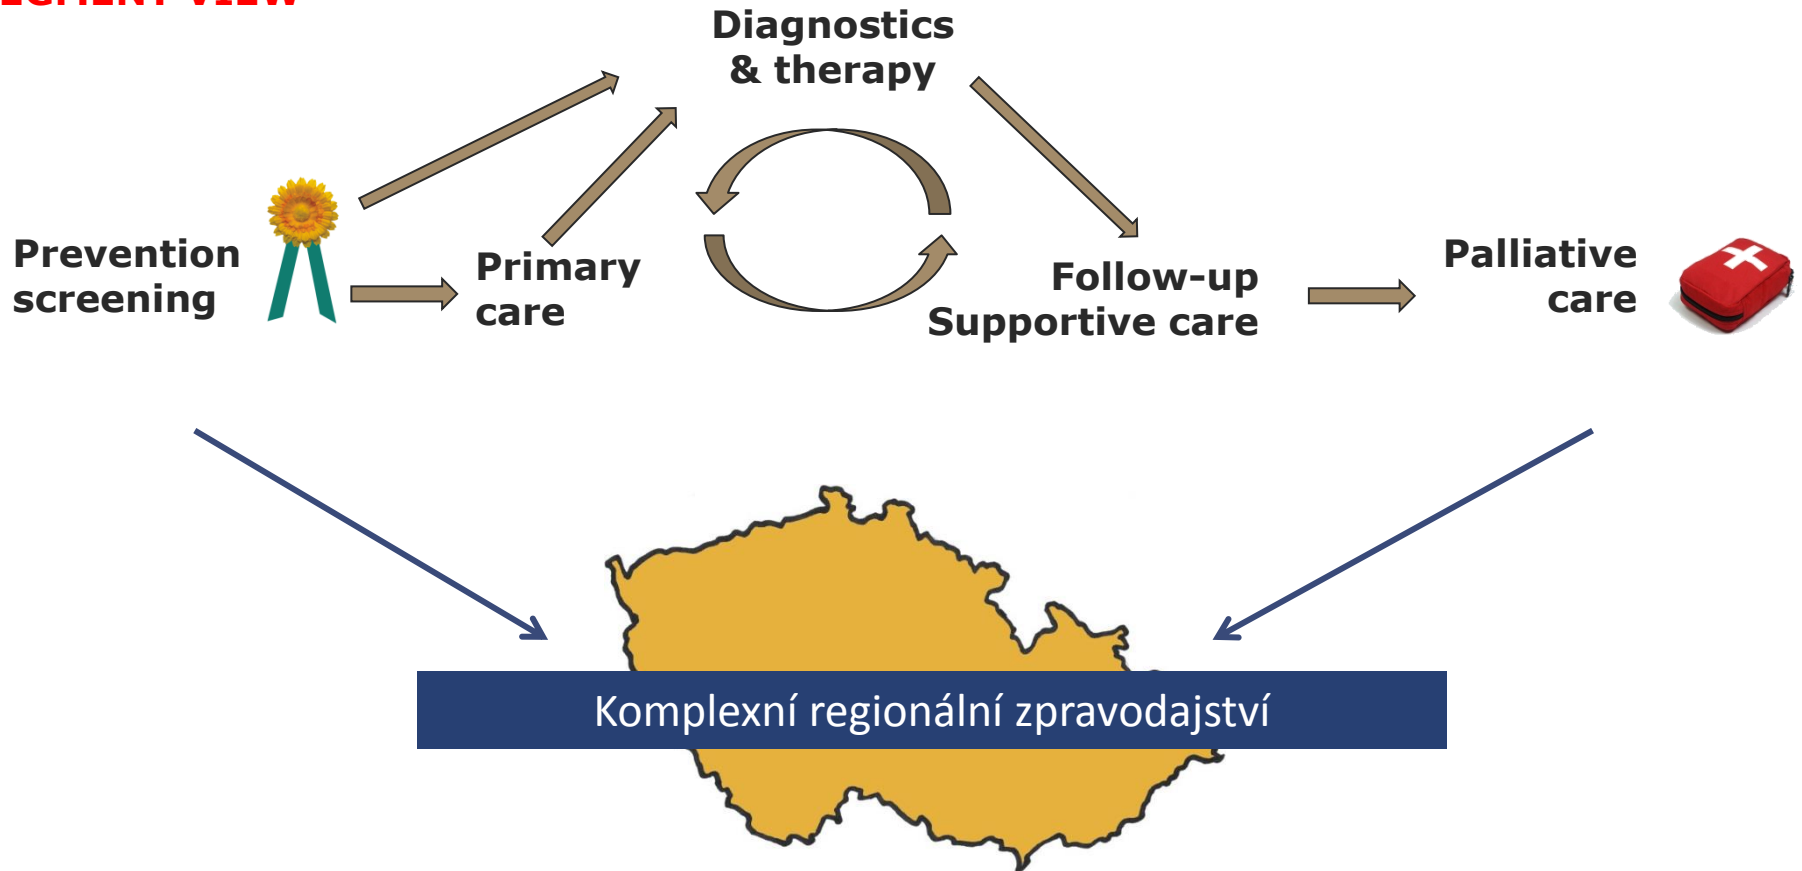 Diagnostics
& therapy
Prevention
screening
Primary
care
Follow-up
Supportive care
Palliative
care
Komplexní regionální zpravodajství